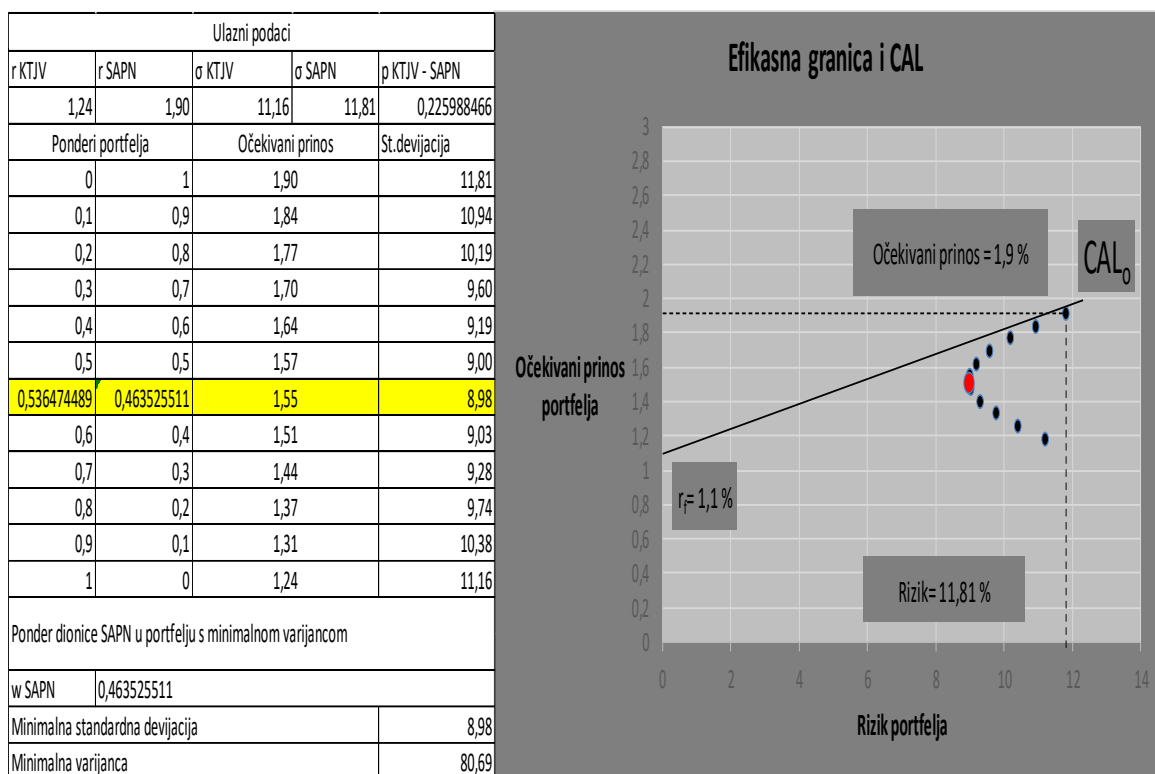 Ulazni podaci
r KTJV r SAPN σ KTJV σ SAPN p KTJV - SAPN
1,24 1,90 11,16 11,81 0,225988466
Ponderi portfelja Očekivani prinos St.devijacija
0 1 1,90 11,81
0,1 0,9 1,84 10,94
0,2 0,8 1,77 10,19
0,3 0,7 1,70 9,60
0,4 0,6 1,64 9,19
0,5 0,5 1,57 9,00
0,536474489 0,463525511 1,55 8,98
0,6 0,4 1,51 9,03
0,7 0,3 1,44 9,28
0,8 0,2 1,37 9,74
0,9 0,1 1,31 10,38
1 0 1,24 11,16
Ponder dionice SAPN u portfelju s minimalnom varijancom
w SAPN 0,463525511
Minimalna standardna devijacija 8,98
Minimalna varijanca 80,69
Efikasna granica i CAL
3
2,8
2,6
2,4
2,2
2
1,8
1,6
1,4
1,2
1
0,8
0,6
0,4
0,2
0
Očekivani prinos = 1,9 %
CALo
Očekivani prinos
portfelja
rf= 1,1 %
Rizik= 11,81 %
0 2 4 6 8 10 12 14
Rizik portfelja